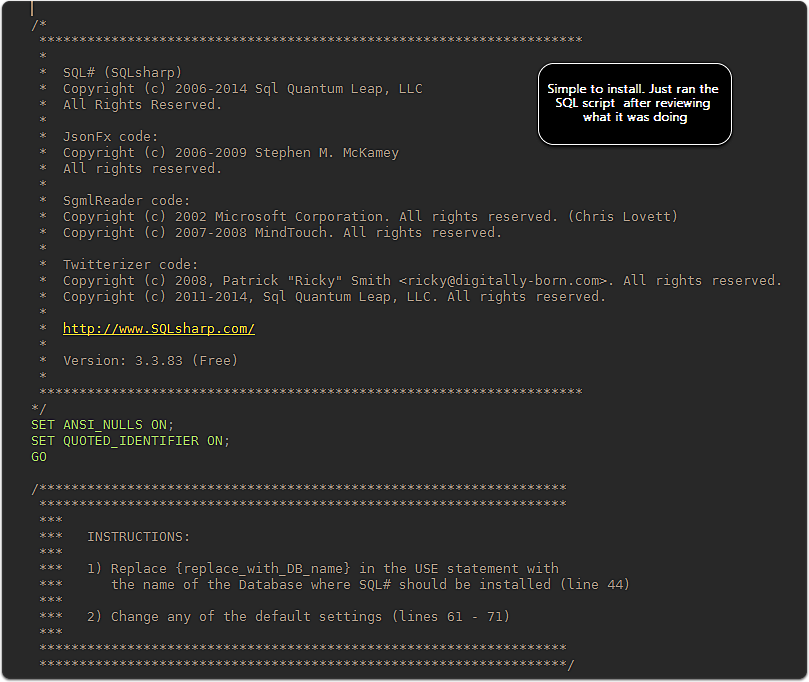 /*
*********************************************************************
*
* SQL# (SQLsharp)
* Copyright (c) 2006-2014 Sql Quantum Leap, LLC
* All Rights Reserved.
*
* JsonFx code:
* Copyright (c) 2006-2009 Stephen M. McKamey
* All rights reserved.
*
* SgmlReader code:
* Copyright (c) 2002 Microsoft Corporation. All rights reserved. (Chris Lovett)
* Copyright (c) 2007-2008 MindTouch. All rights reserved.
*
* Twitterizer code:
* Copyright (c) 2008, Patrick "Ricky" Smith <ricky@digitally-born.com>. All rights reserved.
* Copyright (c) 2011-2014, Sql Quantum Leap, LLC. All rights reserved.
*
* http://www.SQLsharp.com/
*
* Version: 3.3.83 (Free)
*
*********************************************************************
*/
SET ANSI_NULLS ON;
SET QUOTED_IDENTIFIER ON;
GO
/******************************************************************
******************************************************************
***
*** INSTRUCTIONS:
***
*** 1) Replace {replace_with_DB_name} in the USE statement with
*** the name of the Database where SQL# should be installed (line 44)
***
*** 2) Change any of the default settings (lines 61 - 71)
***
******************************************************************
******************************************************************/
Simple to install. Just ran the
SQL script after reviewing
what it was doing